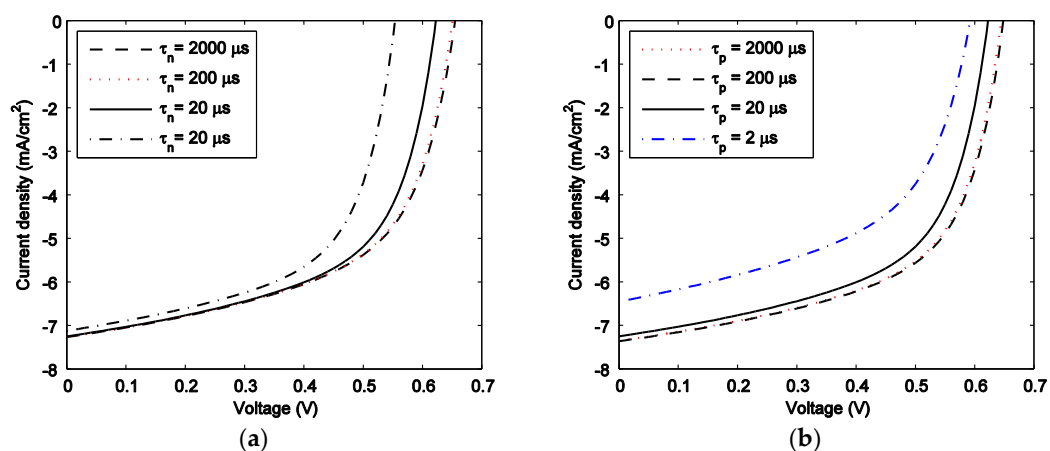 0
-1
-2
-3
-4
-5
-6
-7
-8
Current density (mA/cm²)
τn = 2000 μs
τn = 200 μs
τn = 20 μs
τn = 20 μs
0 0.1 0.2 0.3 0.4 0.5 0.6 0.7
Voltage (V)
(a)
0
-1
-2
-3
-4
-5
-6
-7
-8
Current density (mA/cm²)
τp = 2000 μs
τp = 200 μs
τp = 20 μs
τp = 2 μs
0 0.1 0.2 0.3 0.4 0.5 0.6 0.7
Voltage (V)
(b)